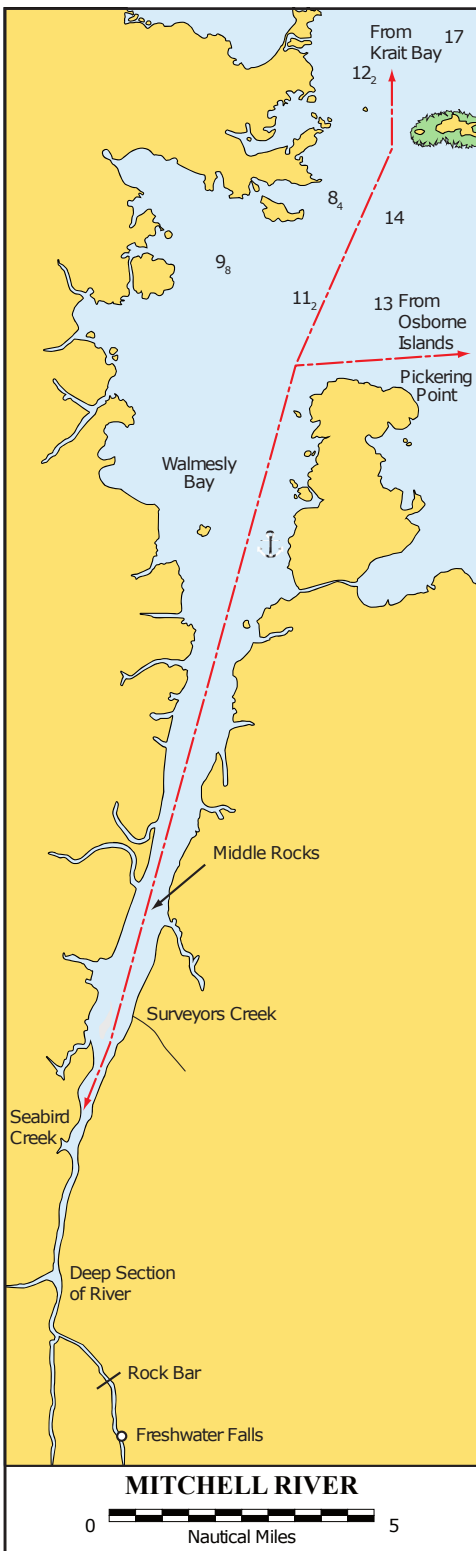 From
Krait Bay
17
12₂
8₄
14
9₈
11₂
13
From
Osborne
Islands
Pickering
Point
Walmesly
Bay
Middle Rocks
Surveyors Creek
Seabird
Creek
Deep Section
of River
Rock Bar
Freshwater Falls
MITCHELL RIVER
0 5
Nautical Miles